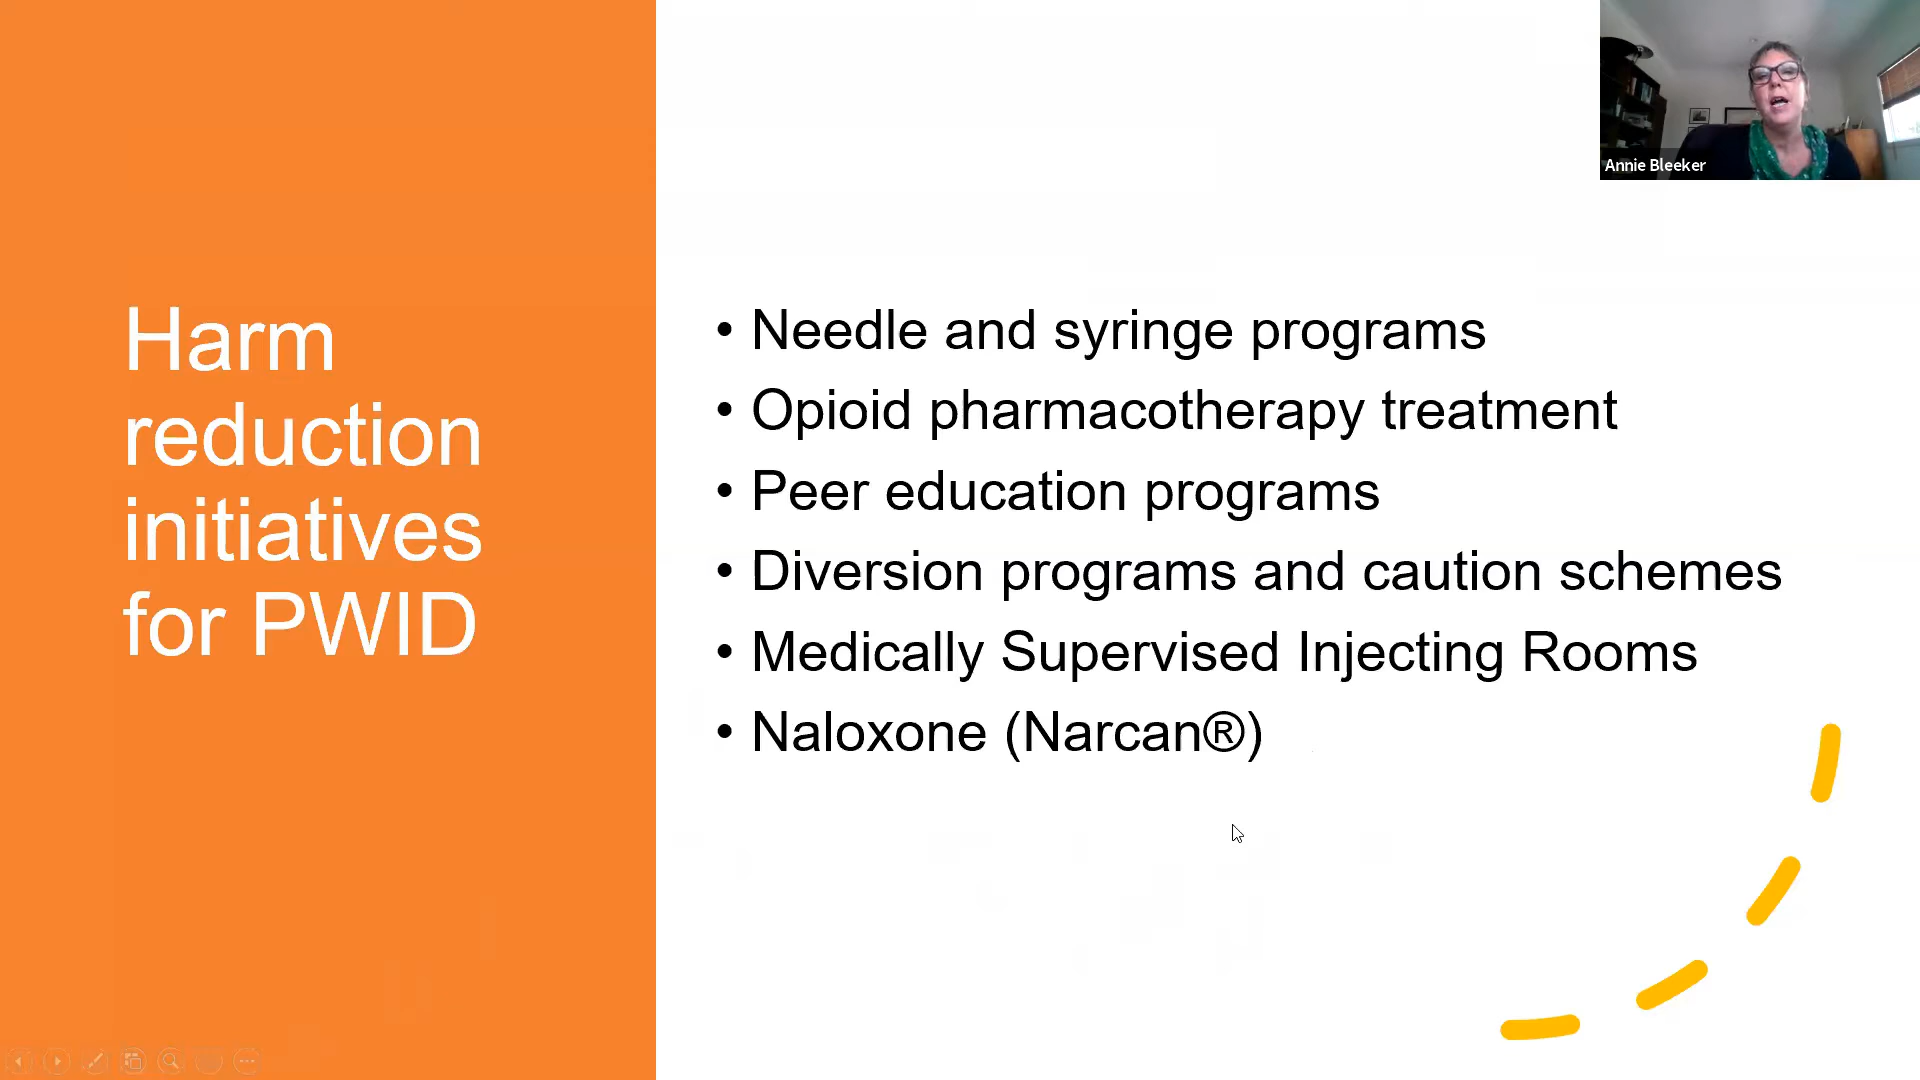 Annie Bleeker
Harm
reduction
initiatives
for PWID
• Needle and syringe programs
• Opioid pharmacotherapy treatment
• Peer education programs
• Diversion programs and caution schemes
• Medically Supervised Injecting Rooms
• Naloxone (Narcan®)